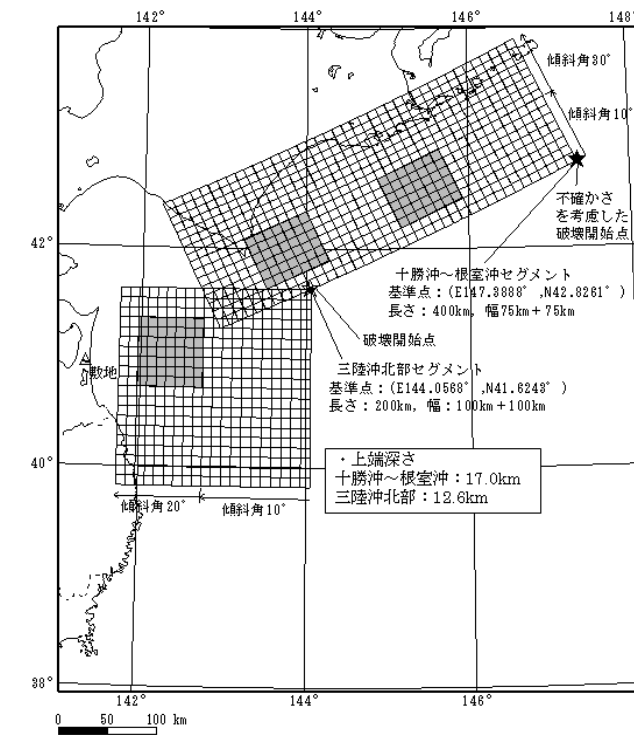 142°
144°
146°
148°
傾斜角30°
傾斜角10°
不確かさ
を考慮した
破壊開始点
42°
十勝沖～根室沖セグメント
基準点：(E147.3888° ,N42.8261° )
長さ：400km, 幅75km＋75km
破壊開始点
三陸沖北部セグメント
基準点：(E144.0568° ,N41.6243° )
長さ：200km, 幅：100km＋100km
敷地
40°
・上端深さ
十勝沖～根室沖：17.0km
三陸沖北部：12.6km
傾斜角20°
傾斜角10°
38°
142°
144°
146°
0 50 100 km